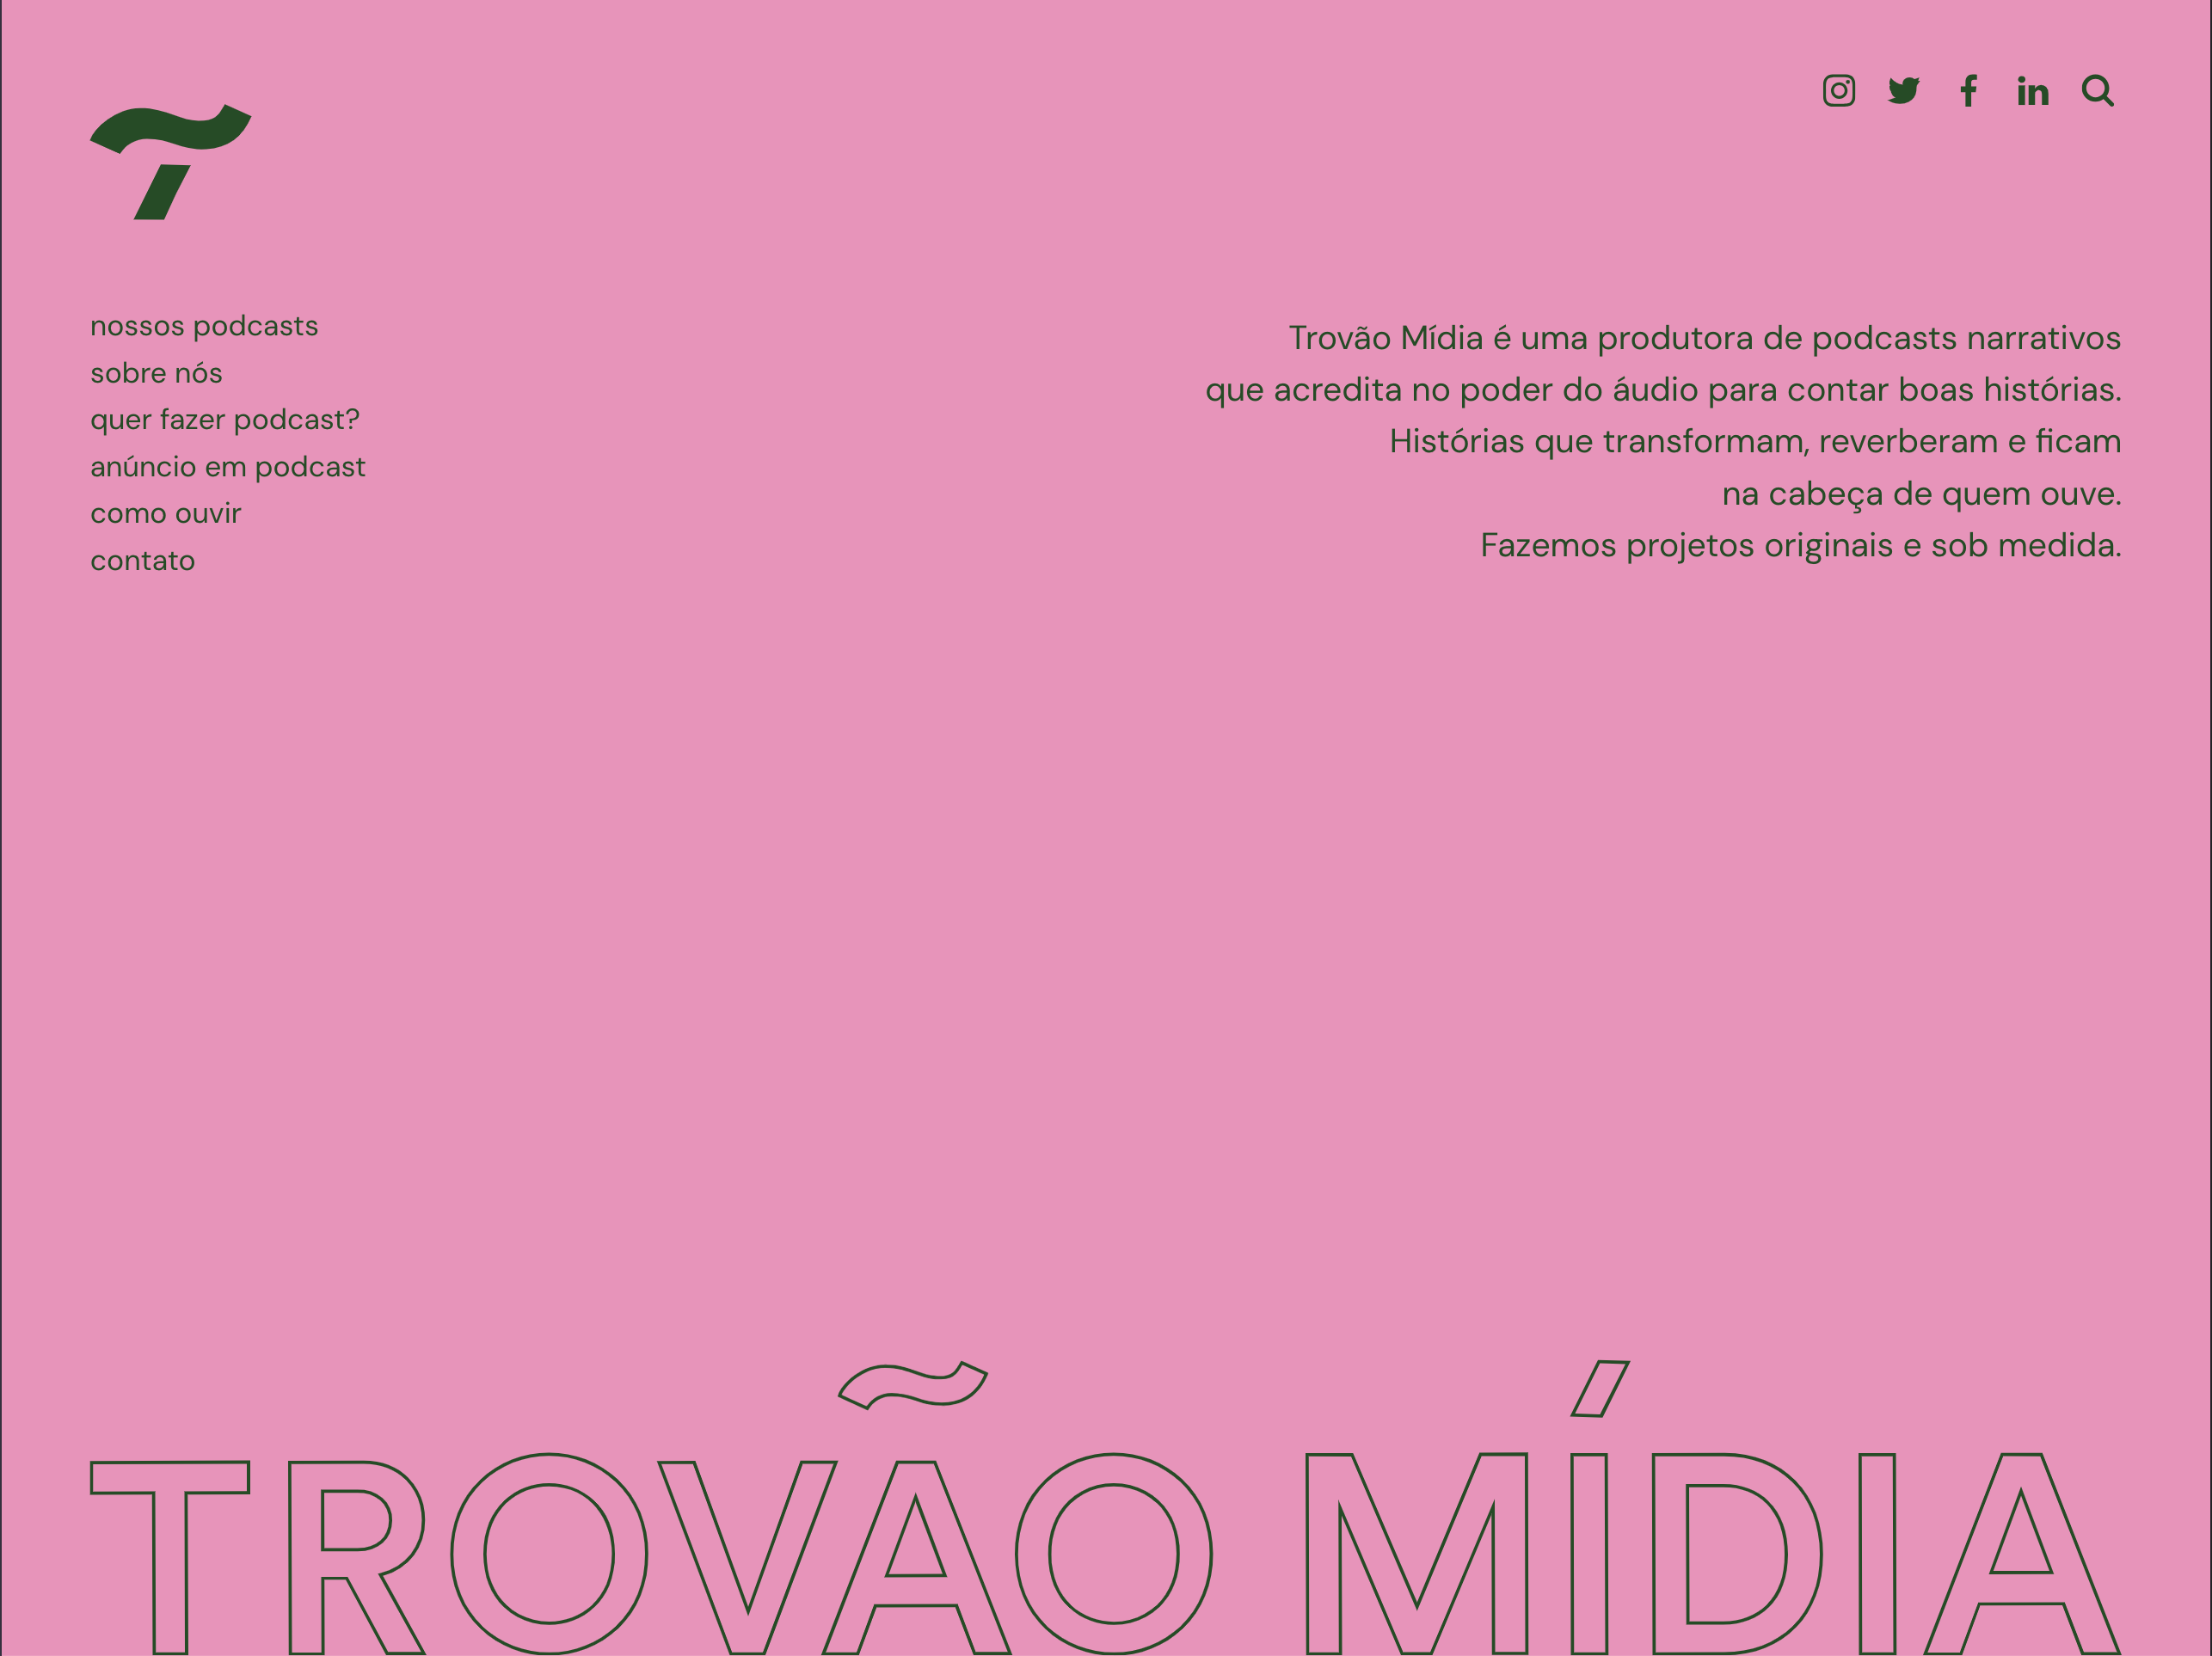 nossos podcasts
sobre nós
quer fazer podcast?
anúncio em podcast
como ouvir
contato
Trovão Mídia é uma produtora de podcasts narrativos
que acredita no poder do áudio para contar boas histórias.
Histórias que transformam, reverberam e ficam
na cabeça de quem ouve.
Fazemos projetos originais e sob medida.
TROVÃO MÍDIA